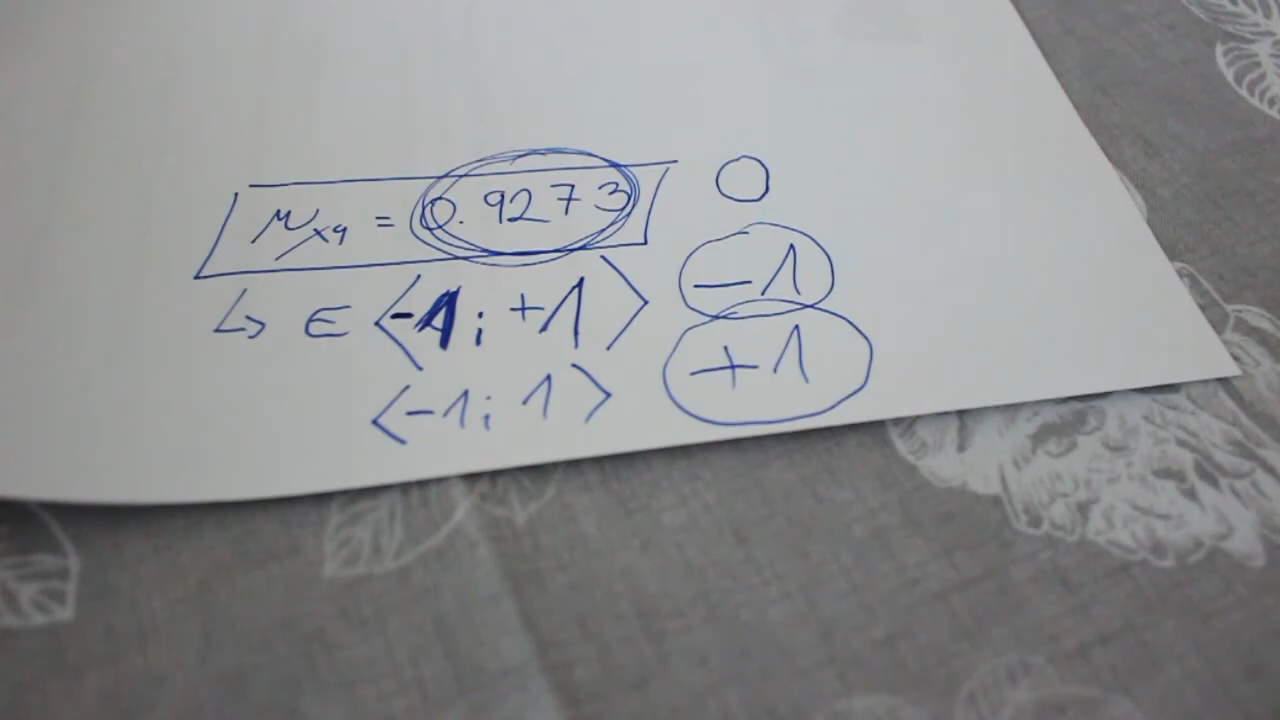 r_xy = 0.9273
0
↳ ∈ <-1; +1>
-1
<-1; 1>
+1